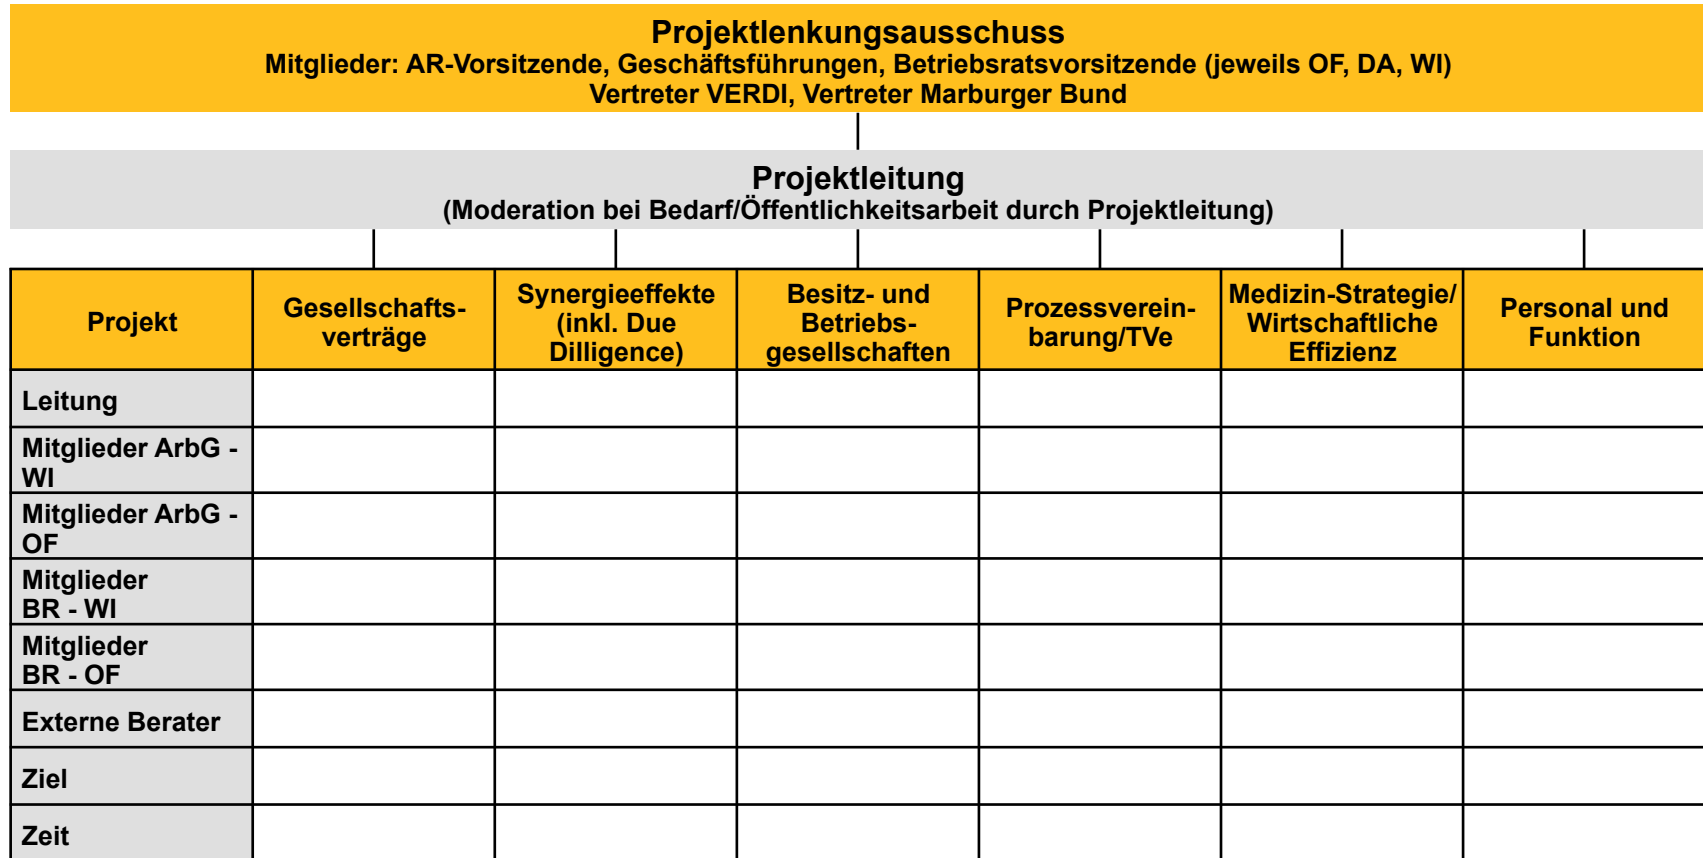 Projektlenkungsausschuss
Mitglieder: AR-Vorsitzende, Geschäftsführungen, Betriebsratsvorsitzende (jeweils OF, DA, WI)
Vertreter VERDI, Vertreter Marburger Bund
Projektleitung
(Moderation bei Bedarf/Öffentlichkeitsarbeit durch Projektleitung)
Projekt
Gesellschafts-
verträge
Synergieeffekte
(inkl. Due
Dilligence)
Besitz- und
Betriebs-
gesellschaften
Prozessverein-
barung/TVe
Medizin-Strategie/
Wirtschaftliche
Effizienz
Personal und
Funktion
Leitung
Mitglieder ArbG -
WI
Mitglieder ArbG -
OF
Mitglieder
BR - WI
Mitglieder
BR - OF
Externe Berater
Ziel
Zeit